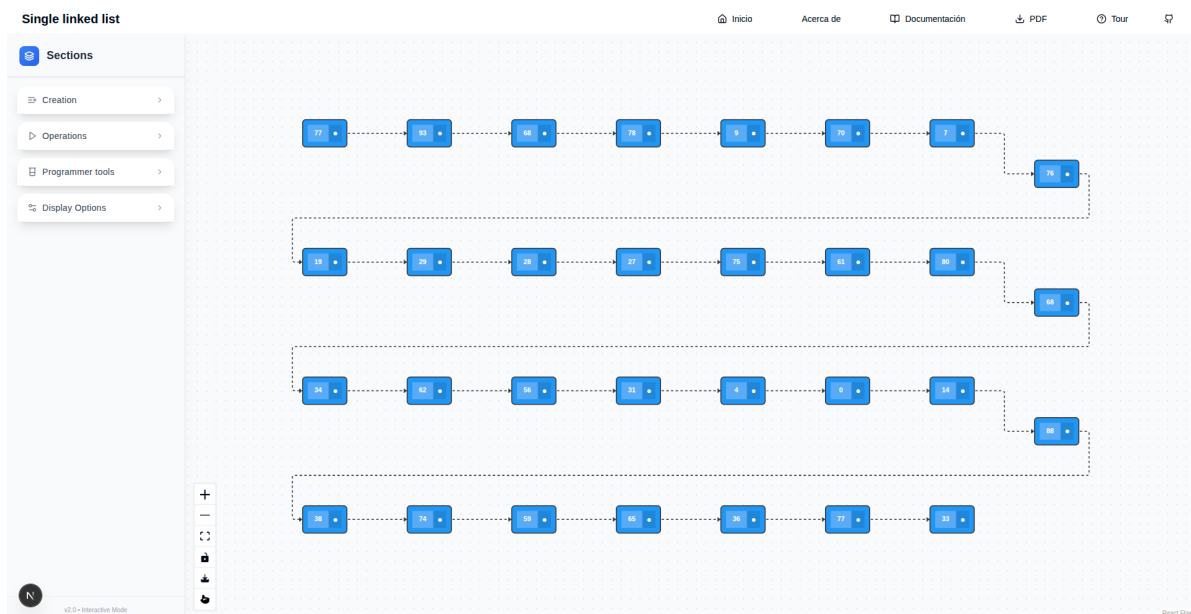 Single linked list
Inicio
Acerca de
Documentación
PDF
Tour
Sections
Creation
Operations
Programmer tools
Display Options
77 93 68 78 9 70 7
76
19 29 28 27 75 61 80
68
34 62 56 31 4 0 14
88
38 74 59 65 36 77 33
N
v2.0 • Interactive Mode
React Flow